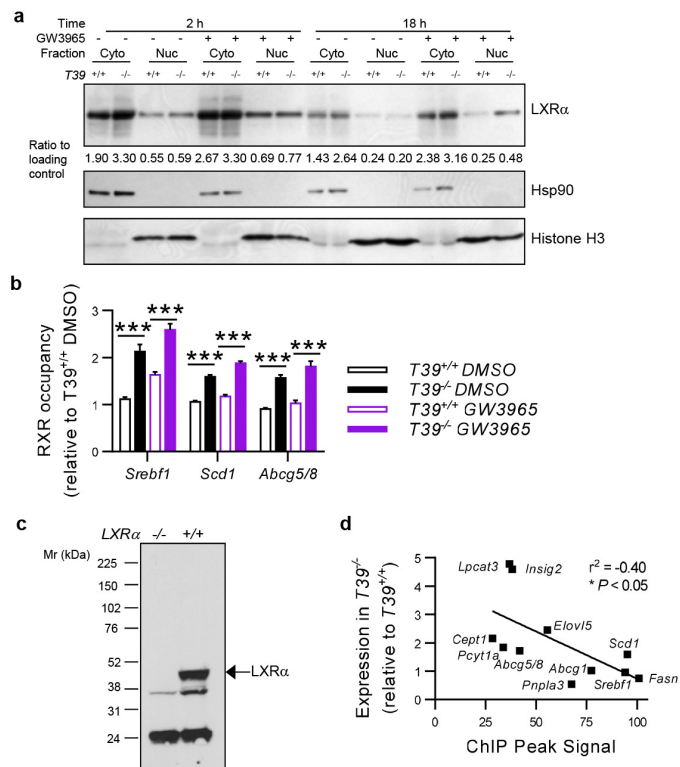 a
Time 2 h 18 h
GW3965 - - - - + + + + - - - - + + + +
Fraction Cyto Nuc Cyto Nuc Cyto Nuc Cyto Nuc
T39 +/+ -/- +/+ -/- +/+ -/- +/+ -/- +/+ -/- +/+ -/- +/+ -/- +/+ -/-
LXRα
Ratio to
loading
control
1.90 3.30 0.55 0.59 2.67 3.30 0.69 0.77 1.43 2.64 0.24 0.20 2.38 3.16 0.25 0.48
Hsp90
Histone H3
b
RXR occupancy
(relative to T39+/+ DMSO)
3
2
1
0
*** *** *** *** *** ***
Srebf1 Scd1 Abcg5/8
T39+/+ DMSO
T39-/- DMSO
T39+/+ GW3965
T39-/- GW3965
c
LXRα -/- +/+
Mr (kDa)
225
150
102
76
52
38
31
24
LXRα
d
Expression in T39-/-
(relative to T39+/+)
5
4
3
2
1
0
Lpcat3 Insig2
r2 = -0.40
* P < 0.05
Elovl5
Cept1
Scd1
Pcyt1a
Abcg5/8
Abcg1
Pnpla3
Srebf1
Fasn
0 25 50 75 100
ChIP Peak Signal